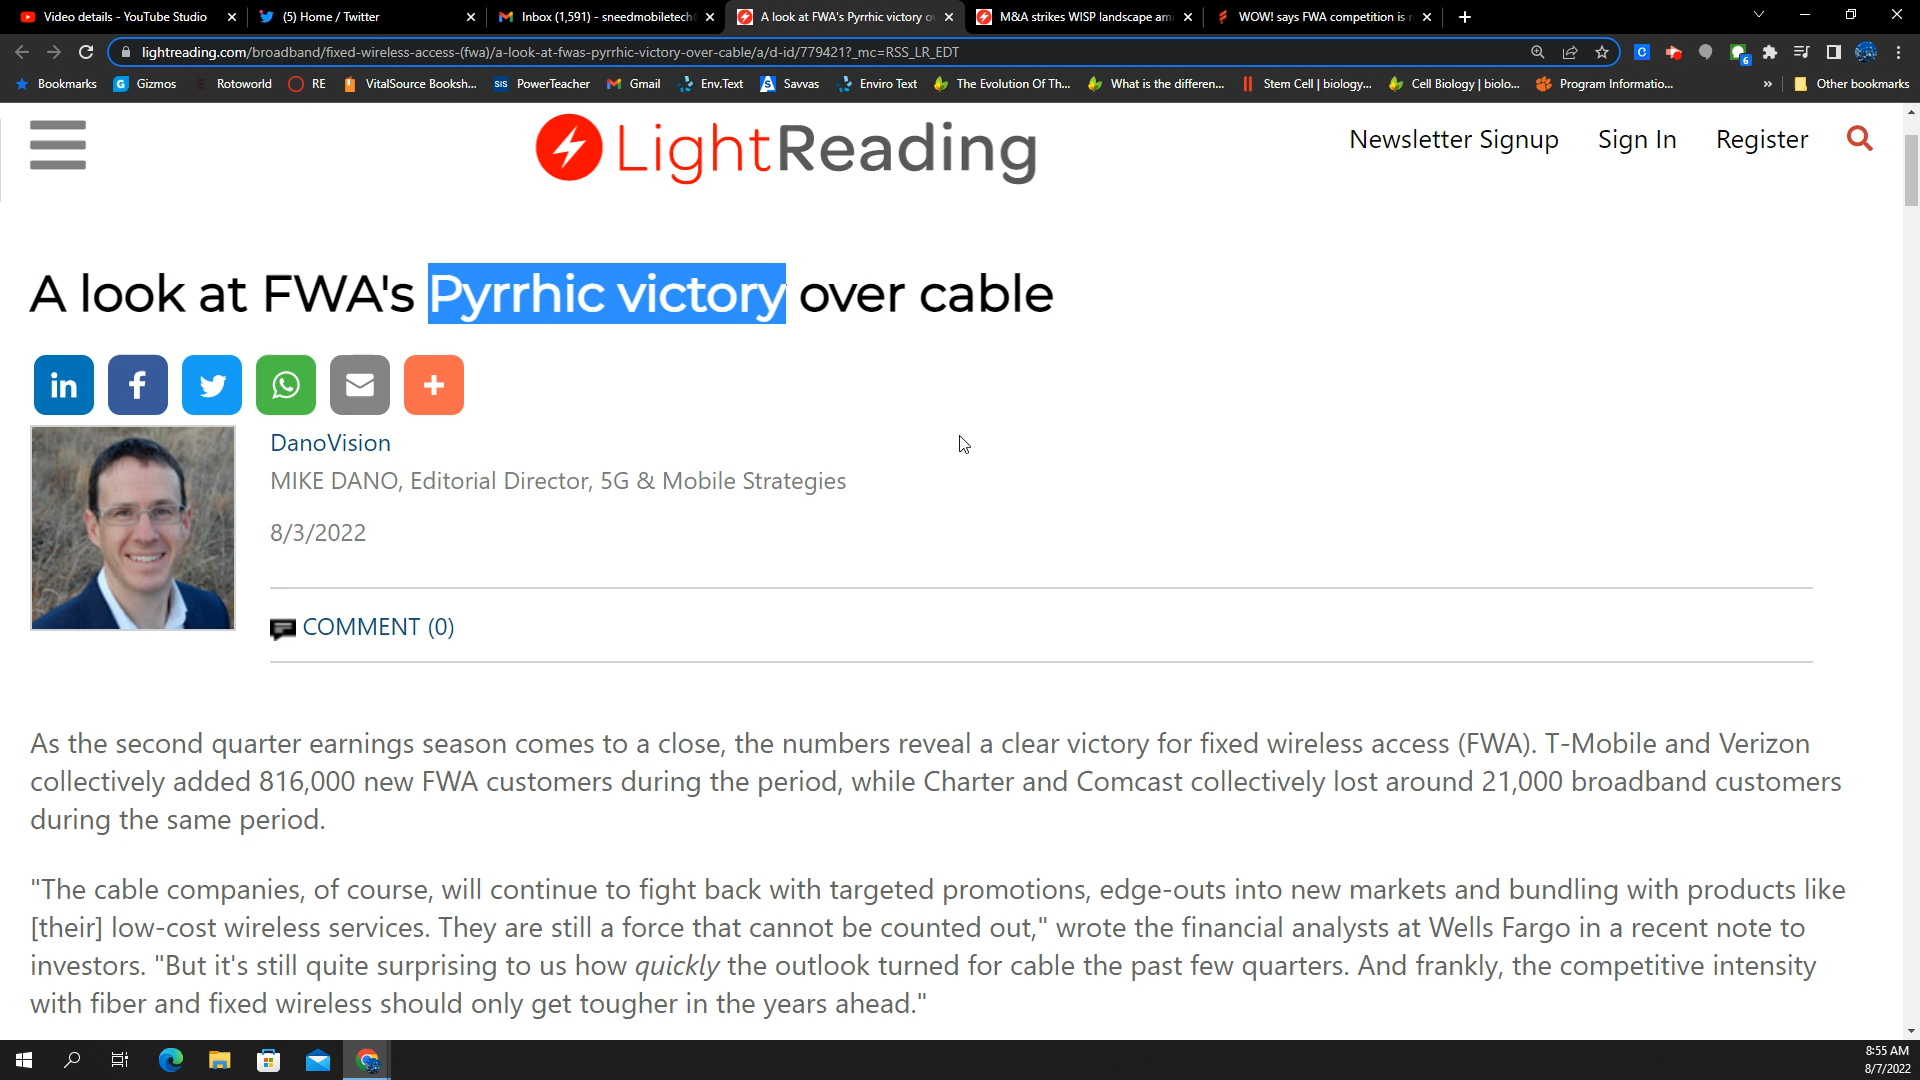 Video details - YouTube Studio
(5) Home / Twitter
Inbox (1,591) - sneedmobiletech
A look at FWA's Pyrrhic victory o
M&A strikes WISP landscape ami
WOW! says FWA competition is
lightreading.com/broadband/fixed-wireless-access-(fwa)/a-look-at-fwas-pyrrhic-victory-over-cable/a/d-id/779421?_mc=RSS_LR_EDT
Bookmarks
Gizmos
Rotoworld
RE
VitalSource Booksh...
SIS PowerTeacher
Gmail
Env.Text
Savvas
Enviro Text
The Evolution Of Th...
What is the differen...
Stem Cell | biology...
Cell Biology | biolo...
Program Informatio...
»
Other bookmarks
LightReading
Newsletter Signup
Sign In
Register
A look at FWA's Pyrrhic victory over cable
DanoVision
MIKE DANO, Editorial Director, 5G & Mobile Strategies
8/3/2022
COMMENT (0)
As the second quarter earnings season comes to a close, the numbers reveal a clear victory for fixed wireless access (FWA). T-Mobile and Verizon
collectively added 816,000 new FWA customers during the period, while Charter and Comcast collectively lost around 21,000 broadband customers
during the same period.
"The cable companies, of course, will continue to fight back with targeted promotions, edge-outs into new markets and bundling with products like
[their] low-cost wireless services. They are still a force that cannot be counted out," wrote the financial analysts at Wells Fargo in a recent note to
investors. "But it's still quite surprising to us how quickly the outlook turned for cable the past few quarters. And frankly, the competitive intensity
with fiber and fixed wireless should only get tougher in the years ahead."
8:55 AM
8/7/2022